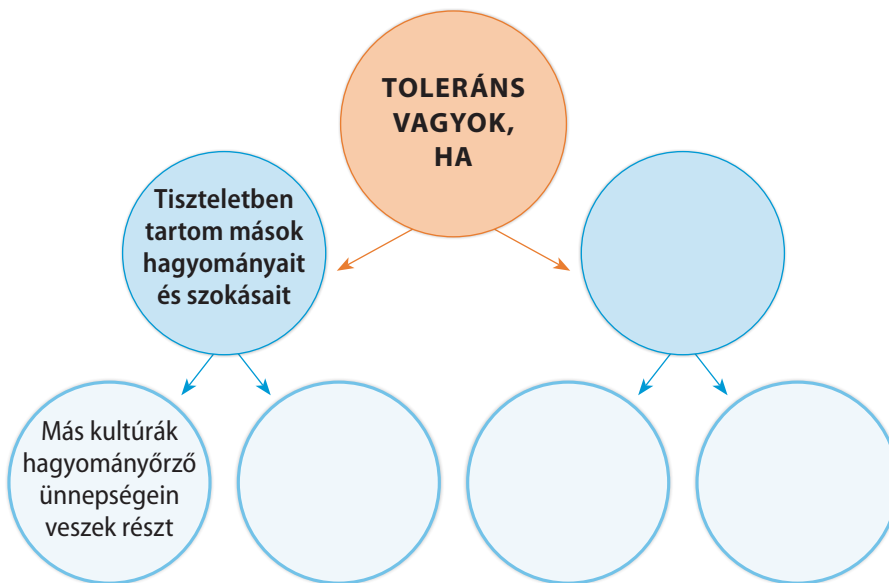 TOLERÁNS
VAGYOK,
HA
Tiszteletben
tartom mások
hagyományait
és szokásait
Más kultúrák
hagyományőrző
ünnepségein
veszek részt